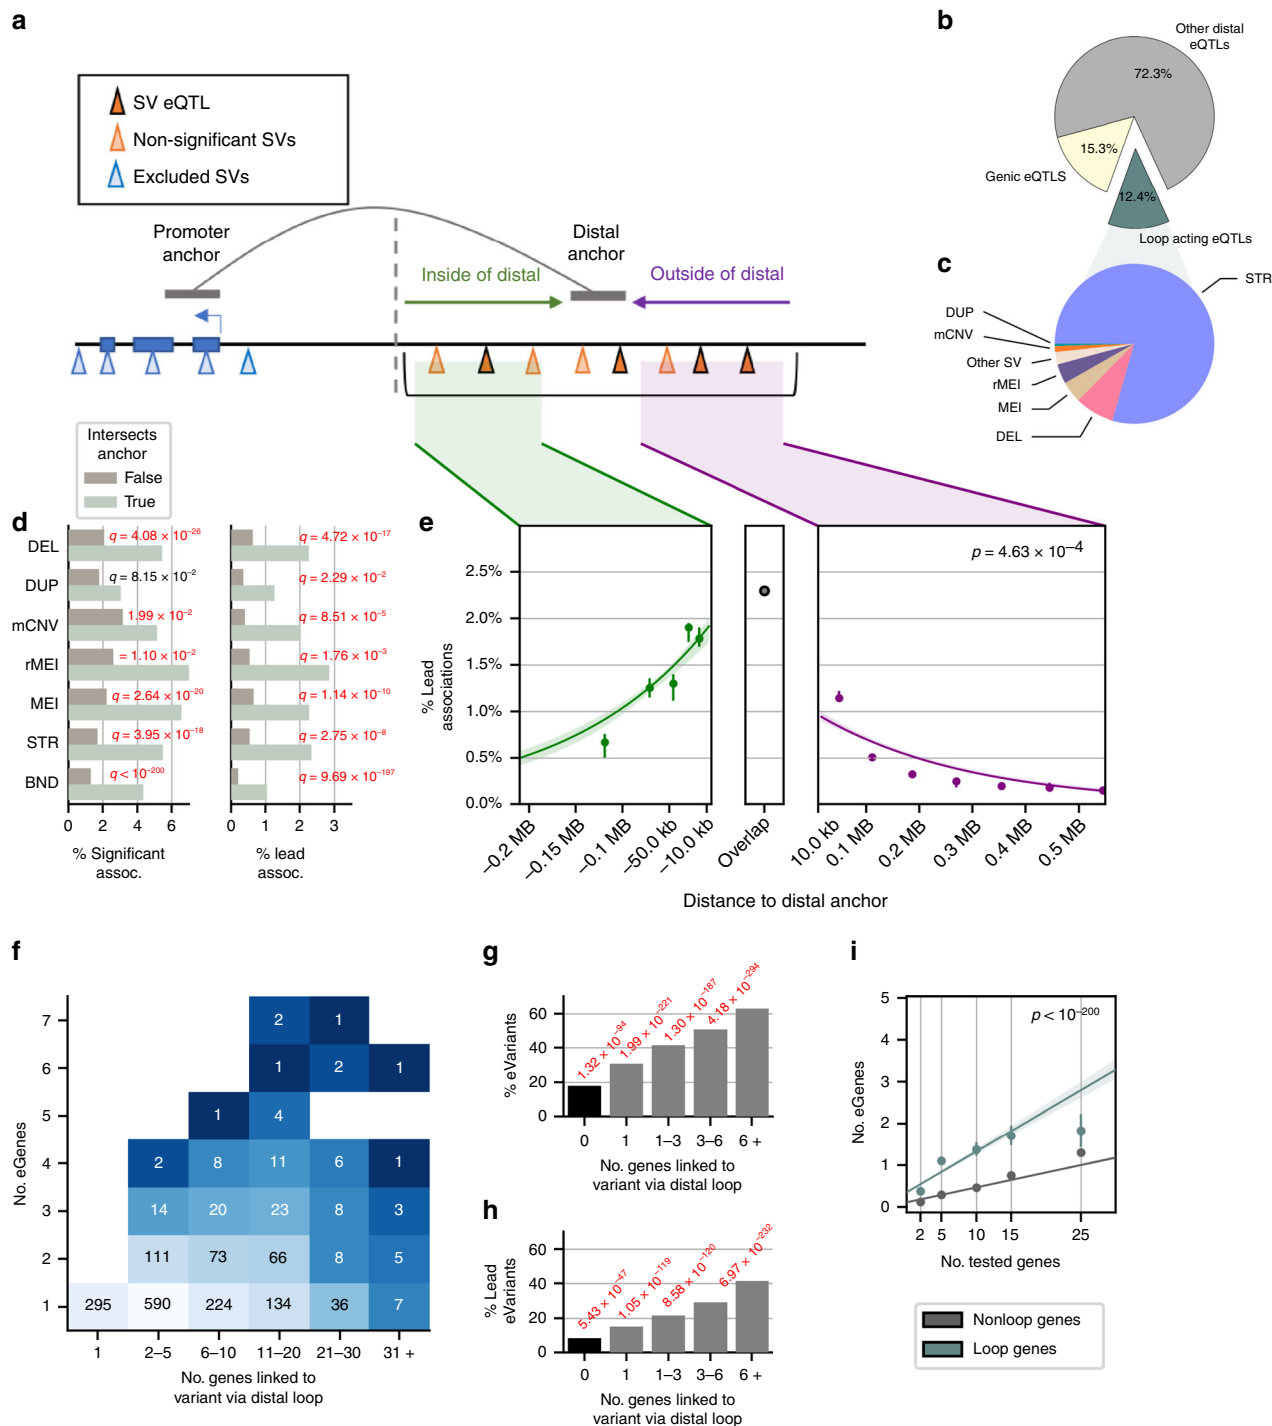 a
SV eQTL
Non-significant SVs
Excluded SVs
Promoter
anchor
Distal
anchor
Inside of distal
Outside of distal
b
Other distal
eQTLs
72.3%
15.3%
Genic eQTLS
12.4%
Loop acting eQTLs
c
STR
DUP
mCNV
Other SV
rMEI
MEI
DEL
Intersects
anchor
False
True
d
DEL
DUP
mCNV
rMEI
MEI
STR
BND
q = 4.08 × 10⁻²⁶
q = 8.15 × 10⁻²
1.99 × 10⁻²
= 1.10 × 10⁻²
q = 2.64 × 10⁻²⁰
q = 3.95 × 10⁻¹⁸
q < 10⁻²⁰⁰
0 2 4 6
% Significant
assoc.
q = 4.72 × 10⁻¹⁷
q = 2.29 × 10⁻²
q = 8.51 × 10⁻⁵
q = 1.76 × 10⁻³
q = 1.14 × 10⁻¹⁰
q = 2.75 × 10⁻⁸
q = 9.69 × 10⁻¹⁹⁷
0 1 2 3
% lead
assoc.
e
% Lead
associations
2.5%
2.0%
1.5%
1.0%
0.5%
0.0%
p = 4.63 × 10⁻⁴
−0.2 MB
−0.15 MB
−0.1 MB
−50.0 kb
−10.0 kb
Overlap
10.0 kb
0.1 MB
0.2 MB
0.3 MB
0.4 MB
0.5 MB
Distance to distal anchor
f
No. eGenes
7 2 1
6 1 2 1
5 1 4
4 2 8 11 6 1
3 14 20 23 8 3
2 111 73 66 8 5
1 295 590 224 134 36 7
1 2–5 6–10 11–20 21–30 31 +
No. genes linked to
variant via distal loop
g
% eVariants
60
40
20
0
1.32 × 10⁻⁹⁴
1.99 × 10⁻²²¹
1.30 × 10⁻¹⁸⁷
4.18 × 10⁻²⁹⁴
0 1 1–3 3–6 6 +
No. genes linked to
variant via distal loop
h
% Lead
eVariants
60
40
20
0
5.43 × 10⁻⁴⁷
1.05 × 10⁻¹¹⁹
8.58 × 10⁻¹²⁰
6.97 × 10⁻²³²
0 1 1–3 3–6 6 +
No. genes linked to
variant via distal loop
i
No. eGenes
5
4
3
2
1
0
p < 10⁻²⁰⁰
2 5 10 15 25
No. tested genes
Nonloop genes
Loop genes